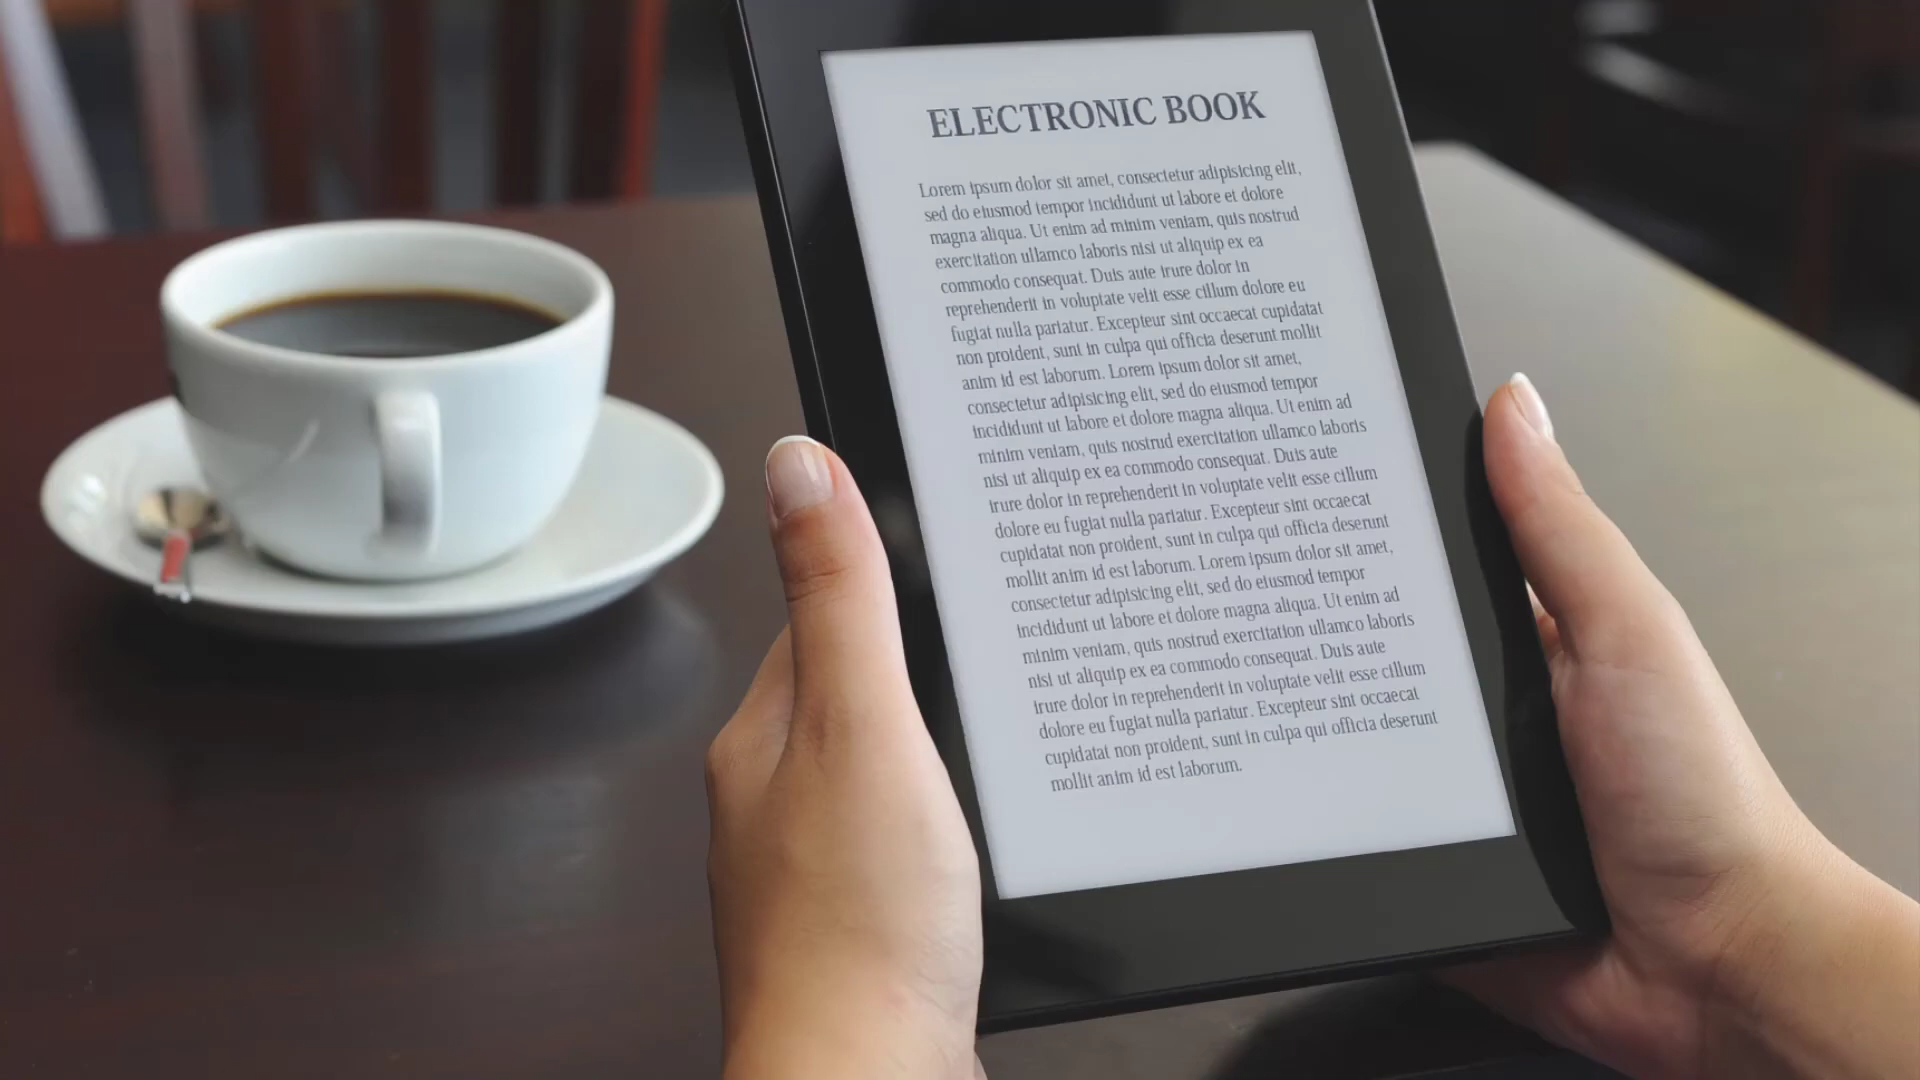 ELECTRONIC BOOK
Lorem ipsum dolor sit amet, consectetur adipisicing elit,
sed do eiusmod tempor incididunt ut labore et dolore
magna aliqua. Ut enim ad minim veniam, quis nostrud
exercitation ullamco laboris nisi ut aliquip ex ea
commodo consequat. Duis aute irure dolor in
reprehenderit in voluptate velit esse cillum dolore eu
fugiat nulla pariatur. Excepteur sint occaecat cupidatat
non proident, sunt in culpa qui officia deserunt mollit
anim id est laborum. Lorem ipsum dolor sit amet,
consectetur adipisicing elit, sed do eiusmod tempor
incididunt ut labore et dolore magna aliqua. Ut enim ad
minim veniam, quis nostrud exercitation ullamco laboris
nisi ut aliquip ex ea commodo consequat. Duis aute
irure dolor in reprehenderit in voluptate velit esse cillum
dolore eu fugiat nulla pariatur. Excepteur sint occaecat
cupidatat non proident, sunt in culpa qui officia deserunt
mollit anim id est laborum. Lorem ipsum dolor sit amet,
consectetur adipisicing elit, sed do eiusmod tempor
incididunt ut labore et dolore magna aliqua. Ut enim ad
minim veniam, quis nostrud exercitation ullamco laboris
nisi ut aliquip ex ea commodo consequat. Duis aute
irure dolor in reprehenderit in voluptate velit esse cillum
dolore eu fugiat nulla pariatur. Excepteur sint occaecat
cupidatat non proident, sunt in culpa qui officia deserunt
mollit anim id est laborum.